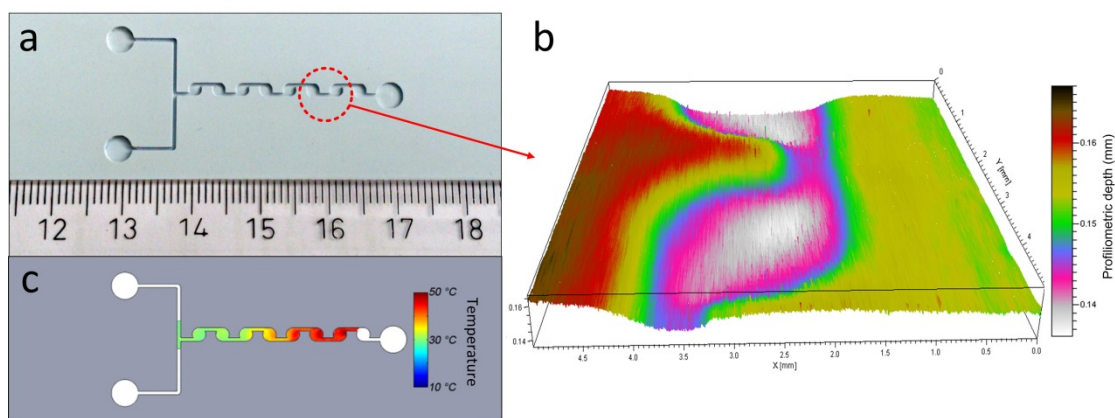 a
12 13 14 15 16 17 18
b
0
1
2
3
4
Y [mm]
0.16
0.14
4.5 4.0 3.5 3.0 2.5 2.0 1.5 1.0 0.5 0.0
X [mm]
0.16
0.15
0.14
Profiliometric depth (mm)
c
50 °C
30 °C
10 °C
Temperature